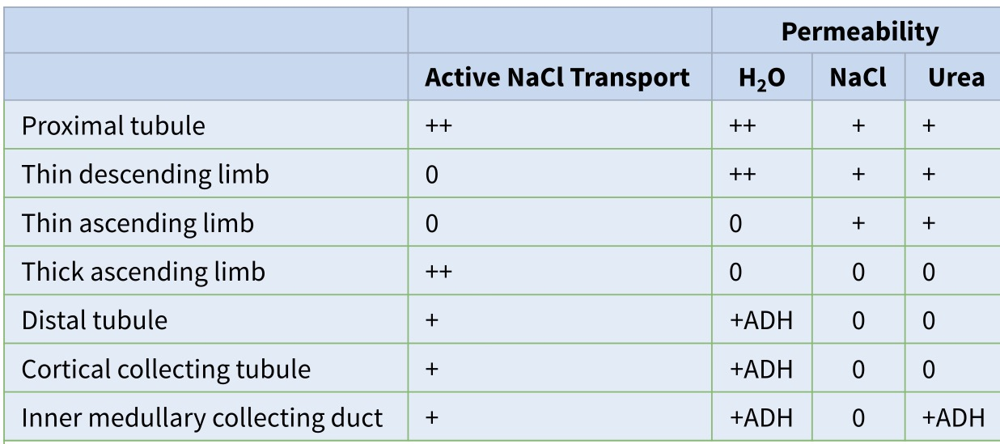 Permeability
Active NaCl Transport H₂O NaCl Urea
Proximal tubule ++ ++ + +
Thin descending limb 0 ++ + +
Thin ascending limb 0 0 + +
Thick ascending limb ++ 0 0 0
Distal tubule + +ADH 0 0
Cortical collecting tubule + +ADH 0 0
Inner medullary collecting duct + +ADH 0 +ADH